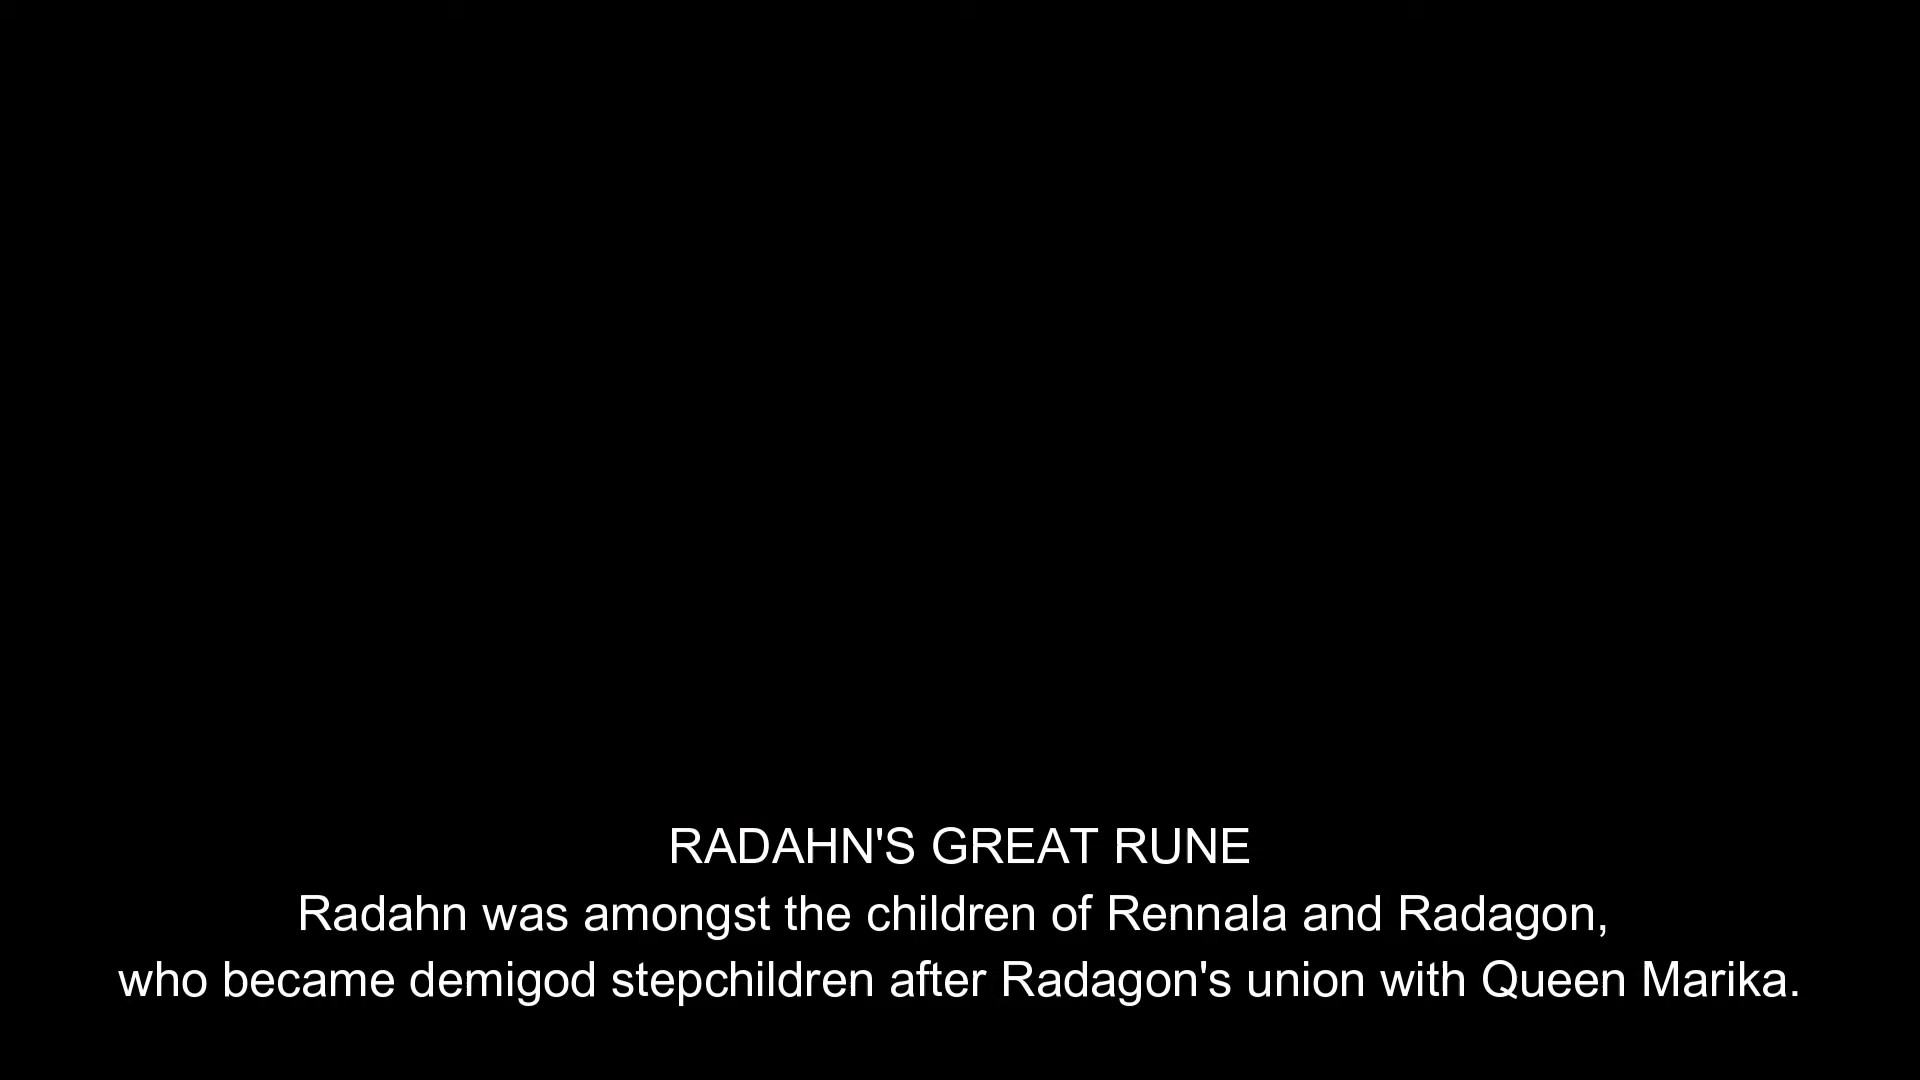 RADAHN'S GREAT RUNE
Radahn was amongst the children of Rennala and Radagon,
who became demigod stepchildren after Radagon's union with Queen Marika.